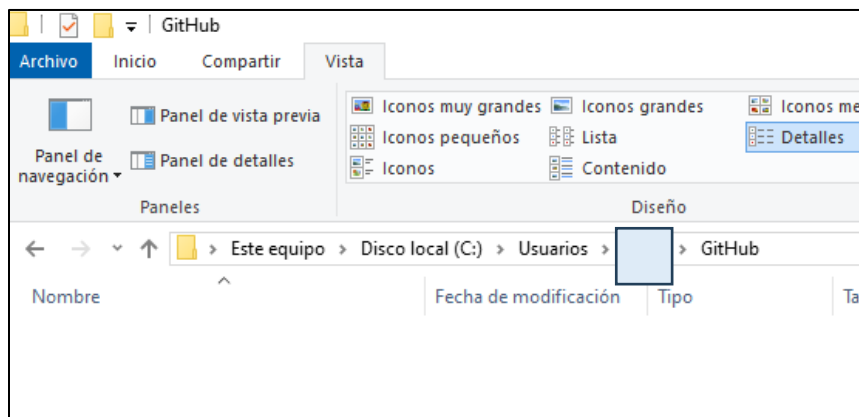 GitHub
Archivo Inicio Compartir Vista
Panel de navegación
Panel de vista previa
Panel de detalles
Paneles
Iconos muy grandes Iconos grandes
Iconos pequeños Lista Detalles
Iconos Contenido
Diseño
Este equipo > Disco local (C:) > Usuarios > > GitHub
Nombre Fecha de modificación Tipo